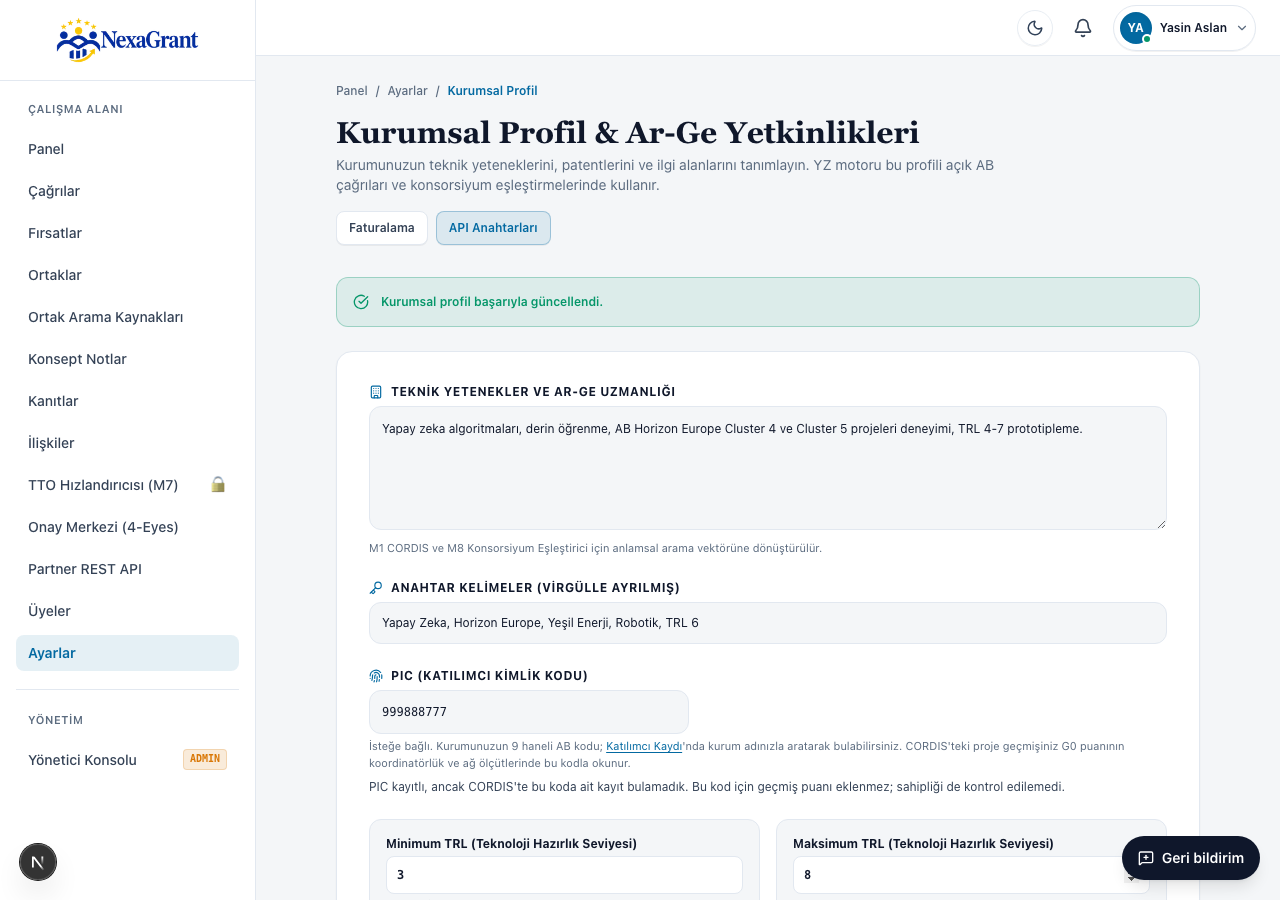 NexaGrant
YA
Yasin Aslan
ÇALIŞMA ALANI
Panel
Çağrılar
Fırsatlar
Ortaklar
Ortak Arama Kaynakları
Konsept Notlar
Kanıtlar
İlişkiler
TTO Hızlandırıcısı (M7)
Onay Merkezi (4-Eyes)
Partner REST API
Üyeler
Ayarlar
YÖNETİM
Yönetici Konsolu
ADMIN
N
Panel / Ayarlar / Kurumsal Profil
Kurumsal Profil & Ar-Ge Yetkinlikleri
Kurumunuzun teknik yeteneklerini, patentlerini ve ilgi alanlarını tanımlayın. YZ motoru bu profili açık AB
çağrıları ve konsorsiyum eşleştirmelerinde kullanır.
Faturalama
API Anahtarları
Kurumsal profil başarıyla güncellendi.
TEKNİK YETENEKLER VE AR-GE UZMANLIĞI
Yapay zeka algoritmaları, derin öğrenme, AB Horizon Europe Cluster 4 ve Cluster 5 projeleri deneyimi, TRL 4-7 prototipleme.
M1 CORDIS ve M8 Konsorsiyum Eşleştirici için anlamsal arama vektörüne dönüştürülür.
ANAHTAR KELİMELER (VİRGÜLLE AYRILMIŞ)
Yapay Zeka, Horizon Europe, Yeşil Enerji, Robotik, TRL 6
PIC (KATILIMCI KİMLİK KODU)
999888777
İsteğe bağlı. Kurumunuzun 9 haneli AB kodu; Katılımcı Kaydı'nda kurum adınızla aratarak bulabilirsiniz. CORDIS'teki proje geçmişiniz G0 puanının
koordinatörlük ve ağ ölçütlerinde bu kodla okunur.
PIC kayıtlı, ancak CORDIS'te bu koda ait kayıt bulamadık. Bu kod için geçmiş puanı eklenmez; sahipliği de kontrol edilemedi.
Minimum TRL (Teknoloji Hazırlık Seviyesi)
3
Maksimum TRL (Teknoloji Hazırlık Seviyesi)
8
Geri bildirim